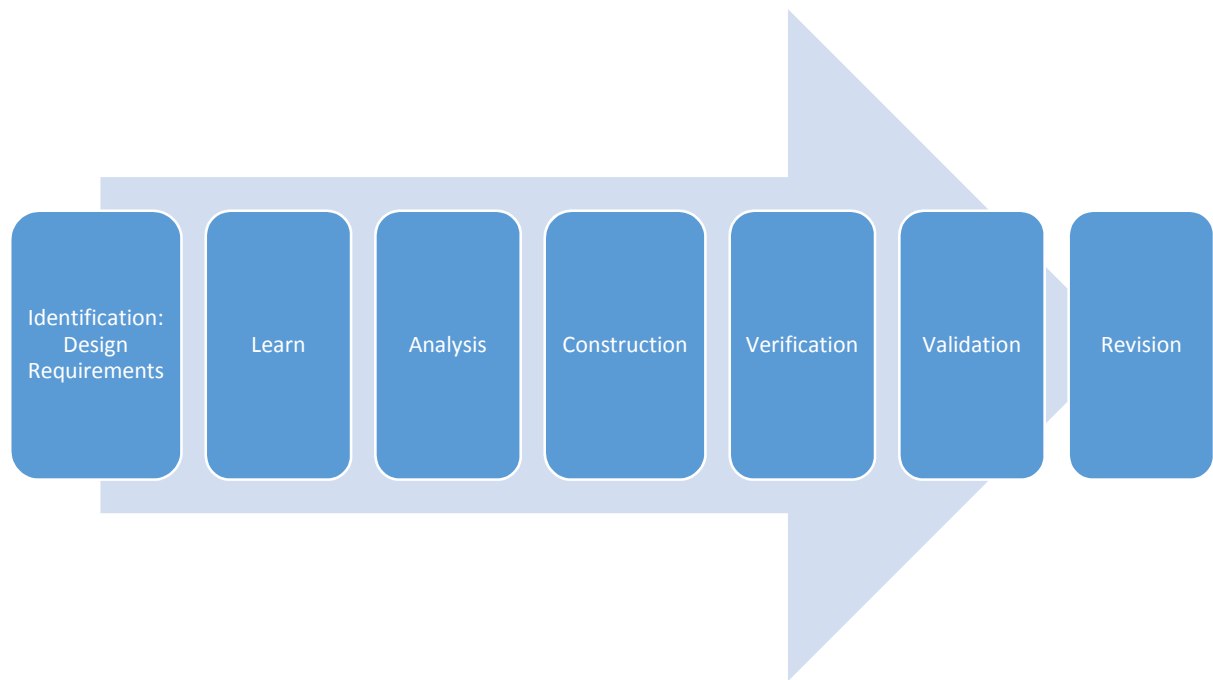 Identification:
Design
Requirements
Learn
Analysis
Construction
Verification
Validation
Revision